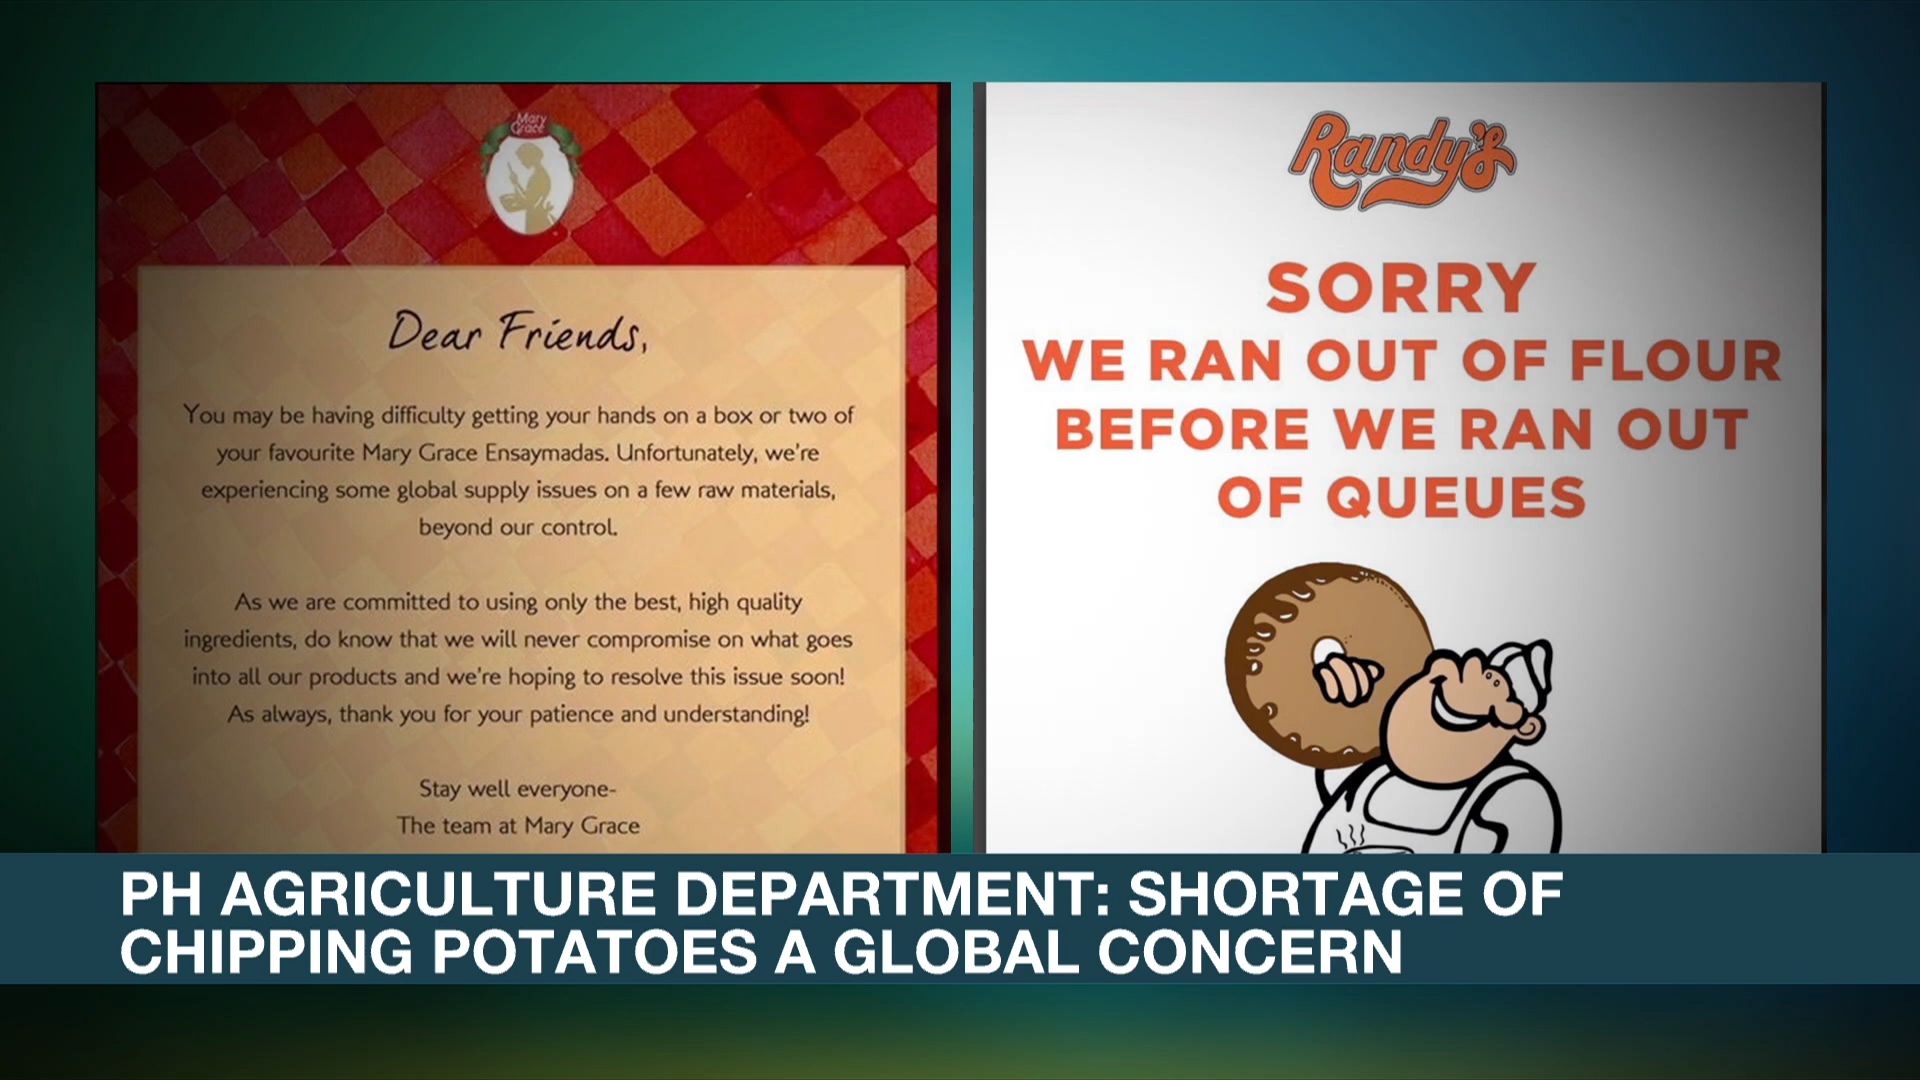 Mary
Grace
Dear Friends,
You may be having difficulty getting your hands on a box or two of
your favourite Mary Grace Ensaymadas. Unfortunately, we're
experiencing some global supply issues on a few raw materials,
beyond our control.
As we are committed to using only the best, high quality
ingredients, do know that we will never compromise on what goes
into all our products and we're hoping to resolve this issue soon!
As always, thank you for your patience and understanding!
Stay well everyone-
The team at Mary Grace
Randy's
SORRY
WE RAN OUT OF FLOUR
BEFORE WE RAN OUT
OF QUEUES
PH AGRICULTURE DEPARTMENT: SHORTAGE OF
CHIPPING POTATOES A GLOBAL CONCERN